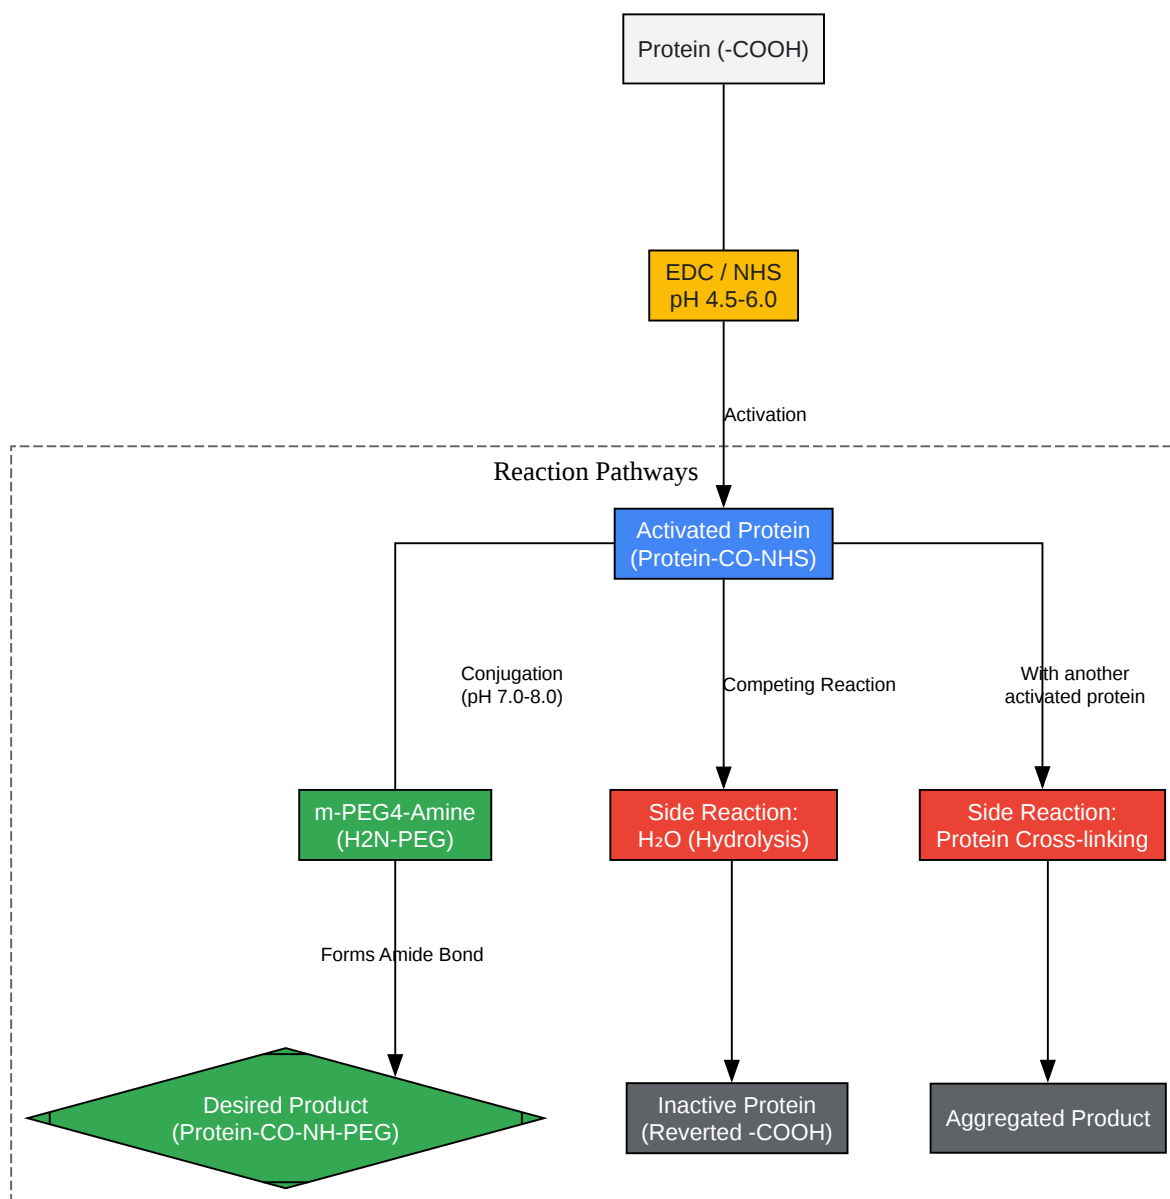 Protein (-COOH)
EDC / NHS
pH 4.5-6.0
Activation
Reaction Pathways
Activated Protein
(Protein-CO-NHS)
Conjugation
(pH 7.0-8.0)
Competing Reaction
With another
activated protein
m-PEG4-Amine
(H2N-PEG)
Side Reaction:
H₂O (Hydrolysis)
Side Reaction:
Protein Cross-linking
Forms Amide Bond
Desired Product
(Protein-CO-NH-PEG)
Inactive Protein
(Reverted -COOH)
Aggregated Product